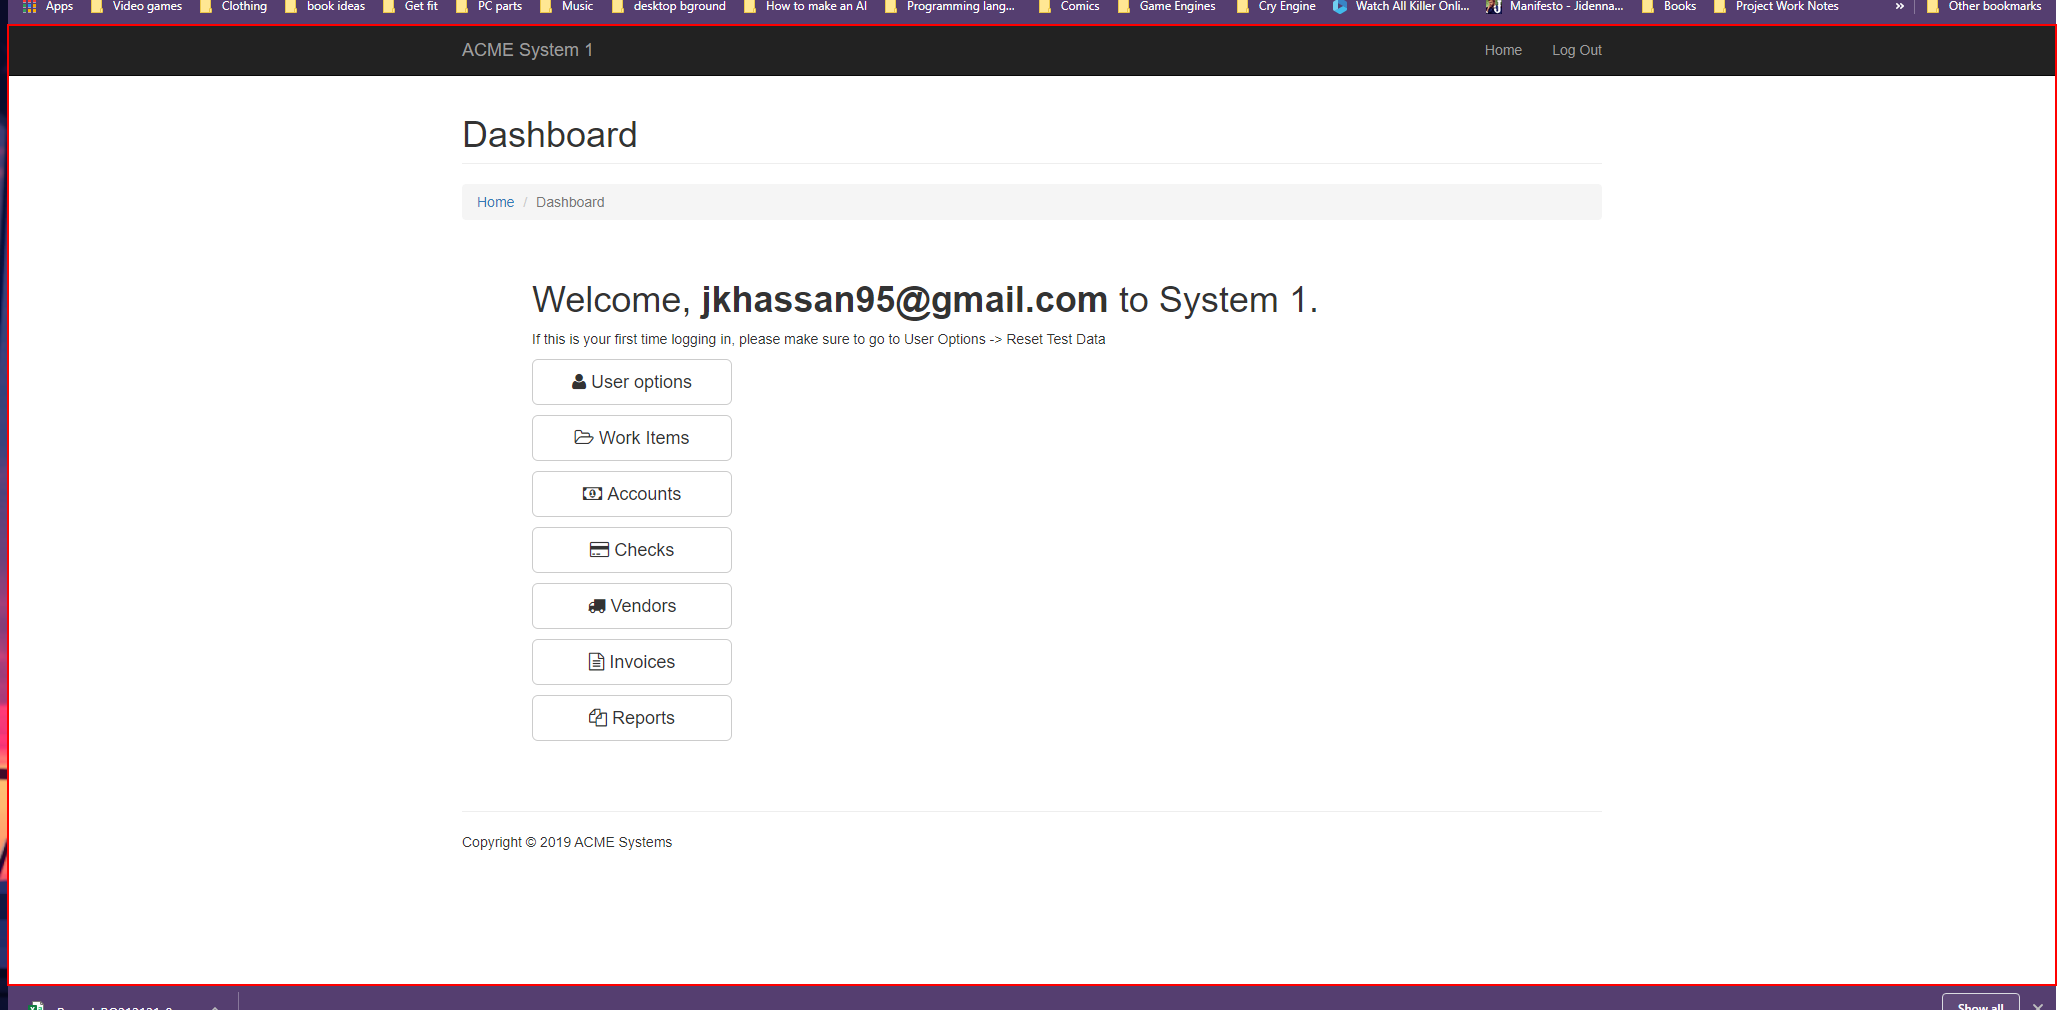 Apps Video games Clothing book ideas Get fit PC parts Music desktop bground How to make an AI Programming lang... Comics Game Engines Cry Engine Watch All Killer Onli... Manifesto - Jidenna... Books Project Work Notes » Other bookmarks
ACME System 1 Home Log Out
Dashboard
Home / Dashboard
Welcome, jkhassan95@gmail.com to System 1.
If this is your first time logging in, please make sure to go to User Options -> Reset Test Data
User options
Work Items
Accounts
Checks
Vendors
Invoices
Reports
Copyright © 2019 ACME Systems
Show all